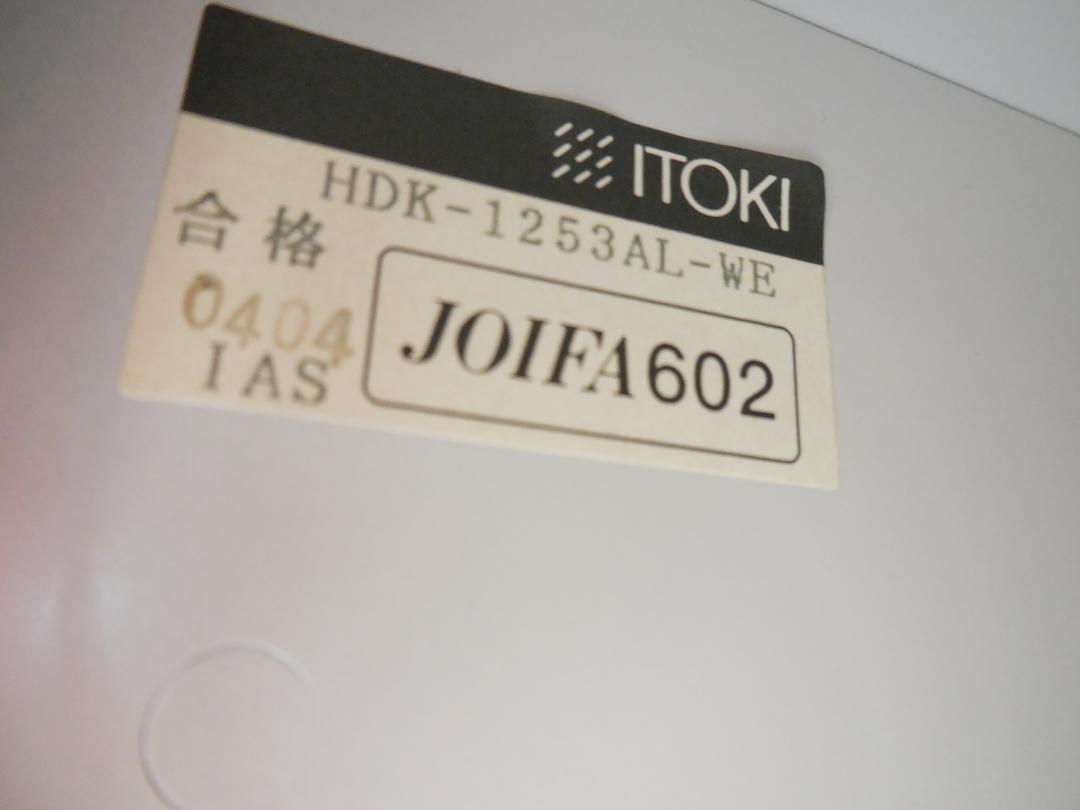 ITOKI
HDK-1253AL-WE
合格
0404
IAS
JOIFA602